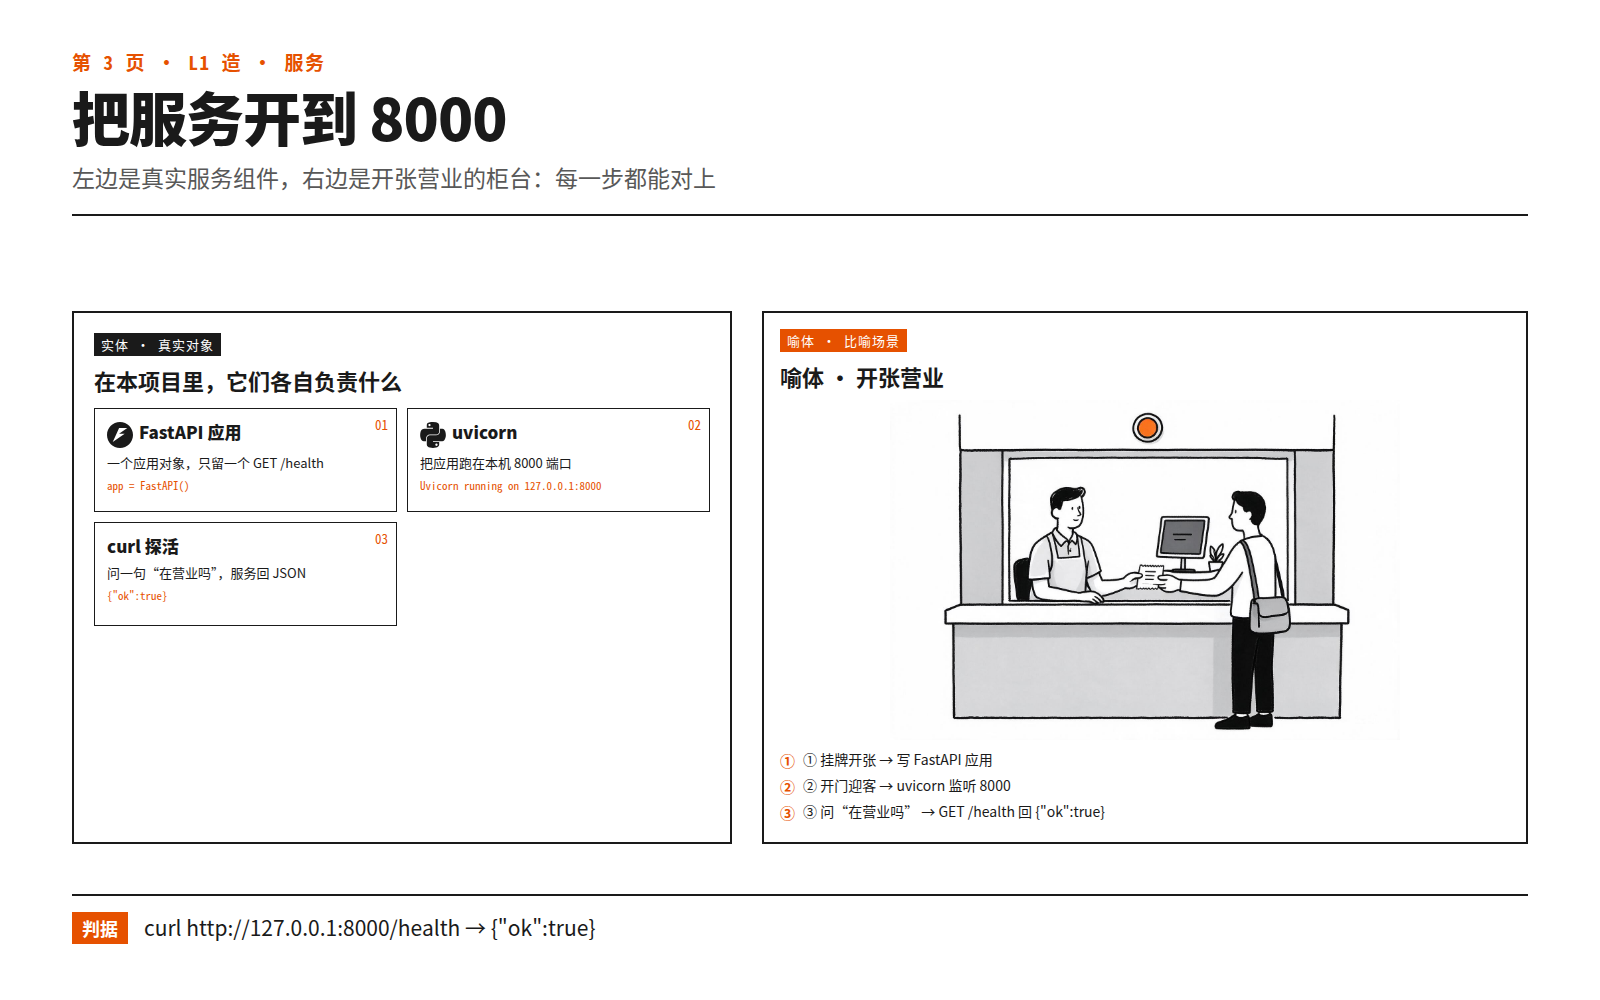 第 3 页 · L1 造 · 服务
把服务开到 8000
左边是真实服务组件，右边是开张营业的柜台：每一步都能对上
实体 · 真实对象
在本项目里，它们各自负责什么
FastAPI 应用
01
一个应用对象，只留一个 GET /health
app = FastAPI()
uvicorn
02
把应用跑在本机 8000 端口
Uvicorn running on 127.0.0.1:8000
curl 探活
03
问一句“在营业吗”，服务回 JSON
{"ok":true}
喻体 · 比喻场景
喻体 · 开张营业
① ① 挂牌开张 → 写 FastAPI 应用
② ② 开门迎客 → uvicorn 监听 8000
③ ③ 问“在营业吗” → GET /health 回 {"ok":true}
判据 curl http://127.0.0.1:8000/health → {"ok":true}